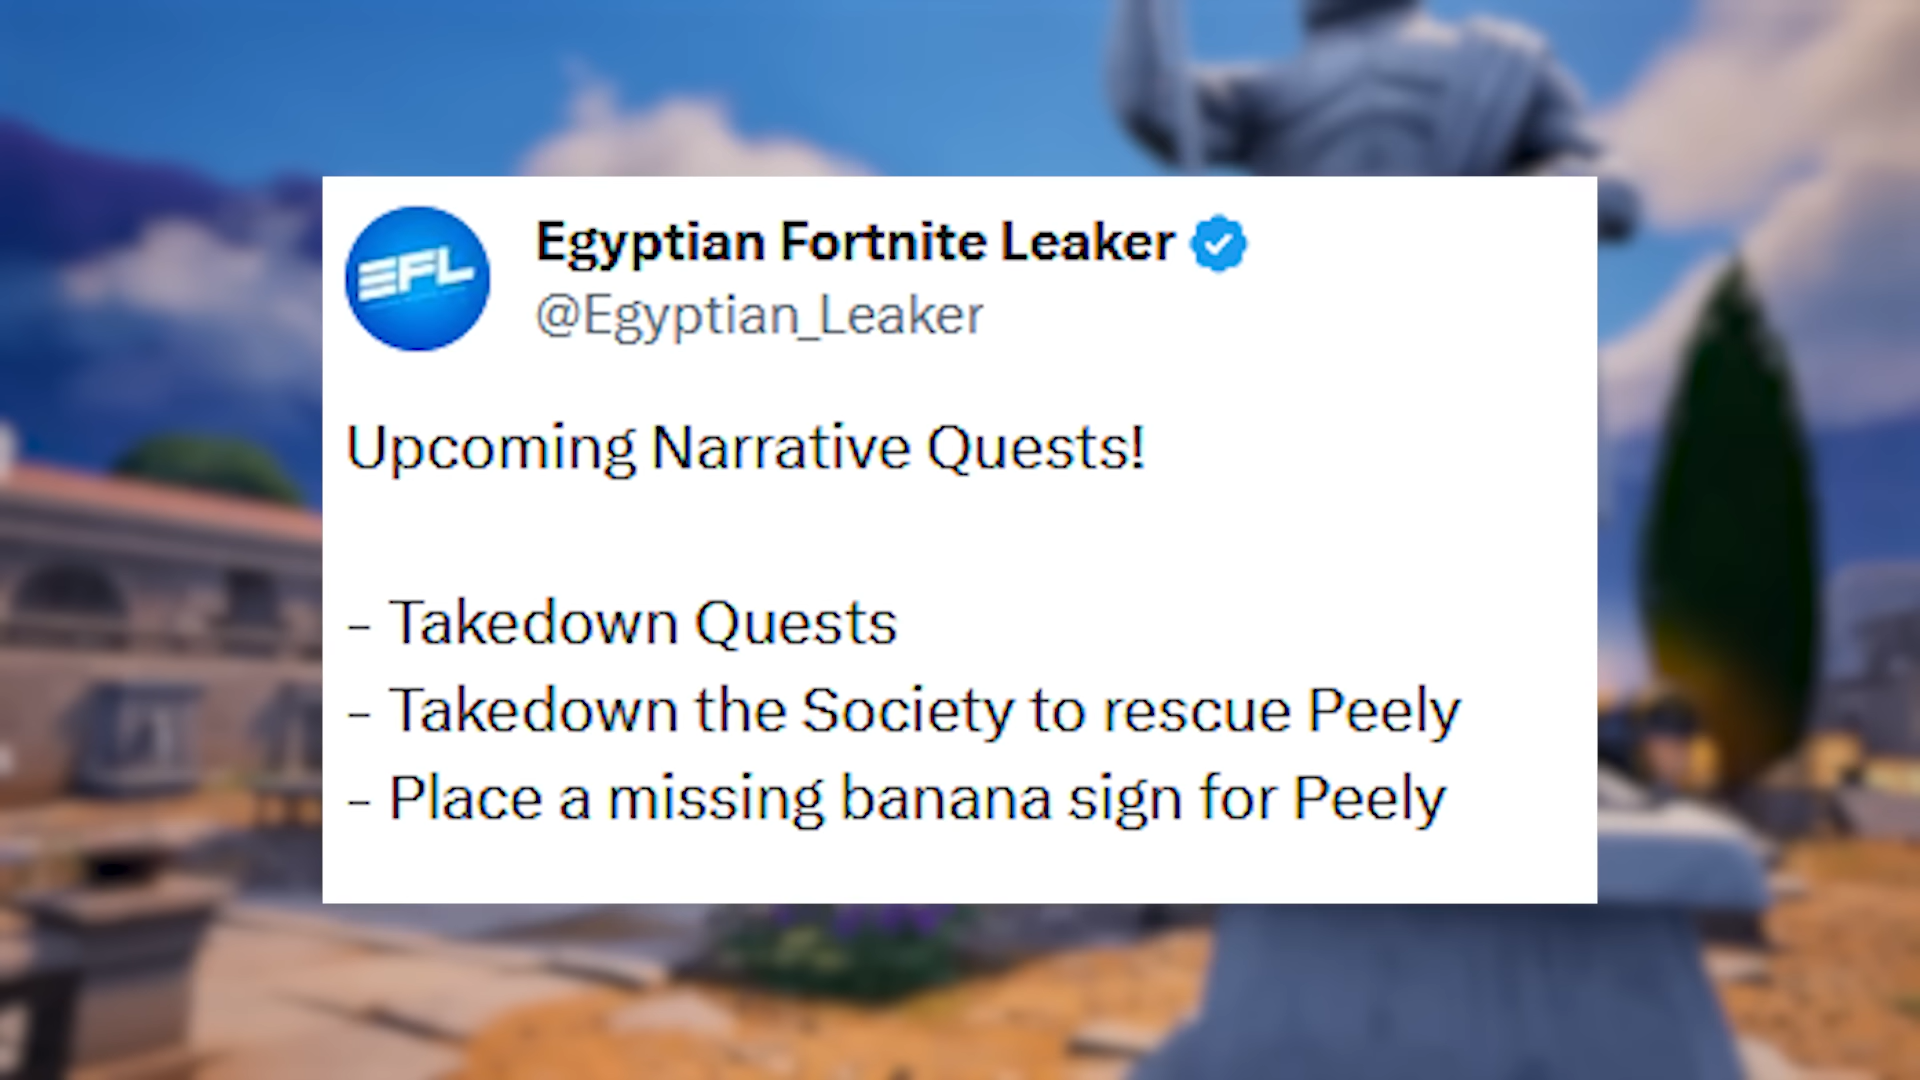 EFL
Egyptian Fortnite Leaker
@Egyptian_Leaker
Upcoming Narrative Quests!
- Takedown Quests
- Takedown the Society to rescue Peely
- Place a missing banana sign for Peely